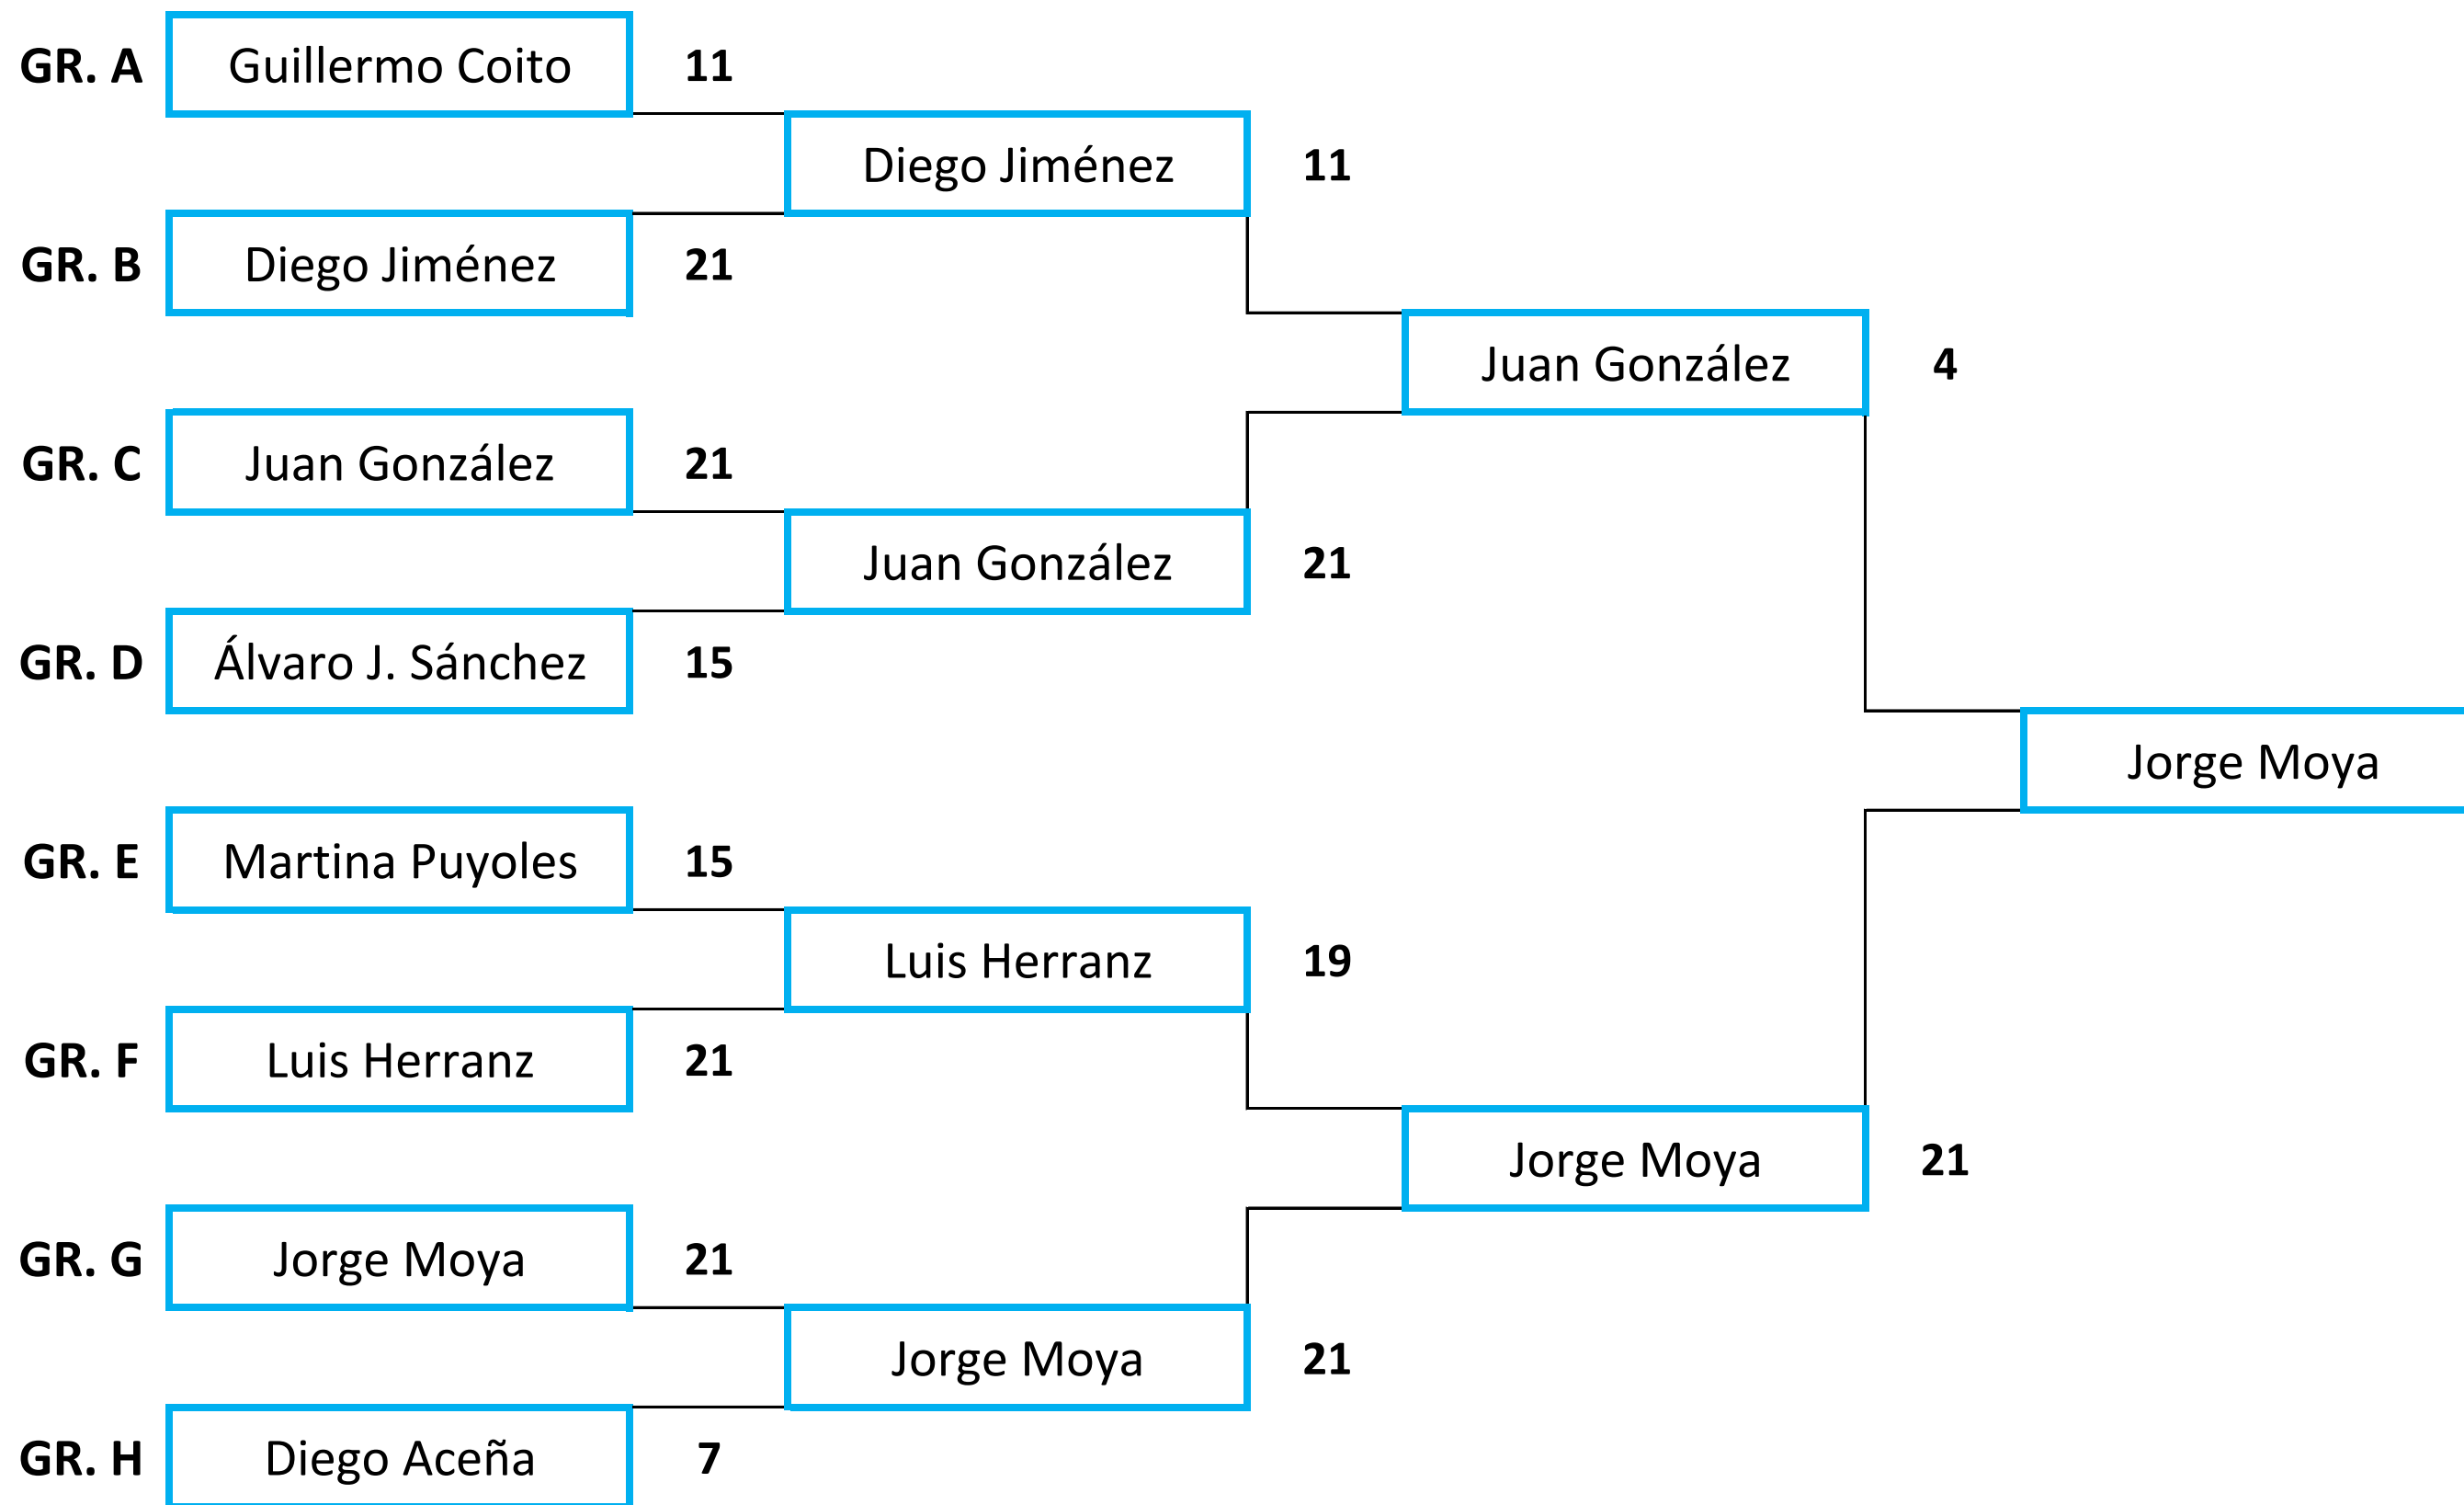 GR. A Guillermo Coito 11
Diego Jiménez 11
GR. B Diego Jiménez 21
Juan González 4
GR. C Juan González 21
Juan González 21
GR. D Álvaro J. Sánchez 15
Jorge Moya
GR. E Martina Puyoles 15
Luis Herranz 19
GR. F Luis Herranz 21
Jorge Moya 21
GR. G Jorge Moya 21
Jorge Moya 21
GR. H Diego Aceña 7